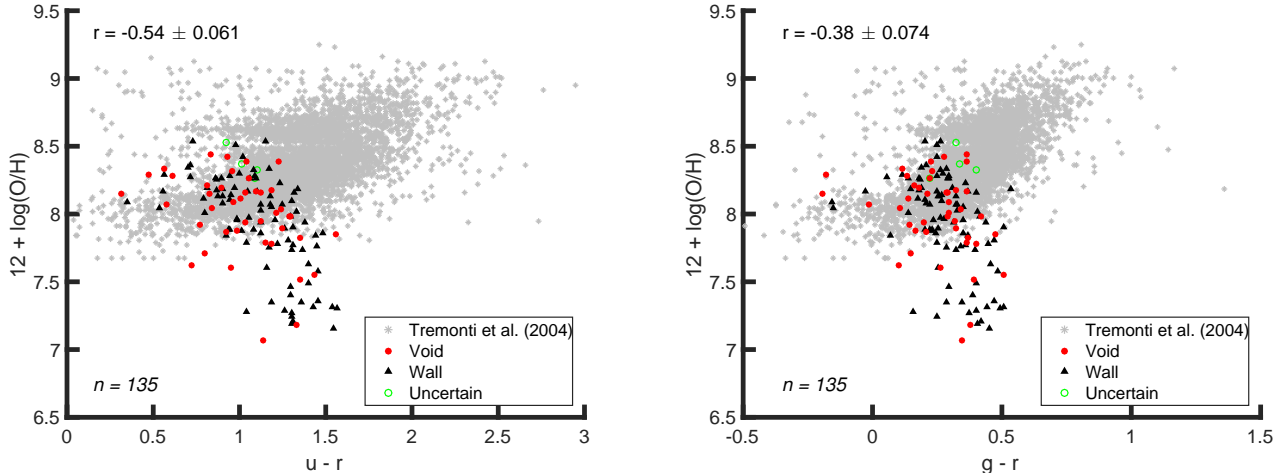 9.5
r = -0.54 ± 0.061
9
8.5
8
7.5
7
6.5
12 + log(O/H)
n = 135
Tremonti et al. (2004)
Void
Wall
Uncertain
0 0.5 1 1.5 2 2.5 3
u - r
9.5
r = -0.38 ± 0.074
9
8.5
8
7.5
7
6.5
12 + log(O/H)
n = 135
Tremonti et al. (2004)
Void
Wall
Uncertain
-0.5 0 0.5 1 1.5
g - r